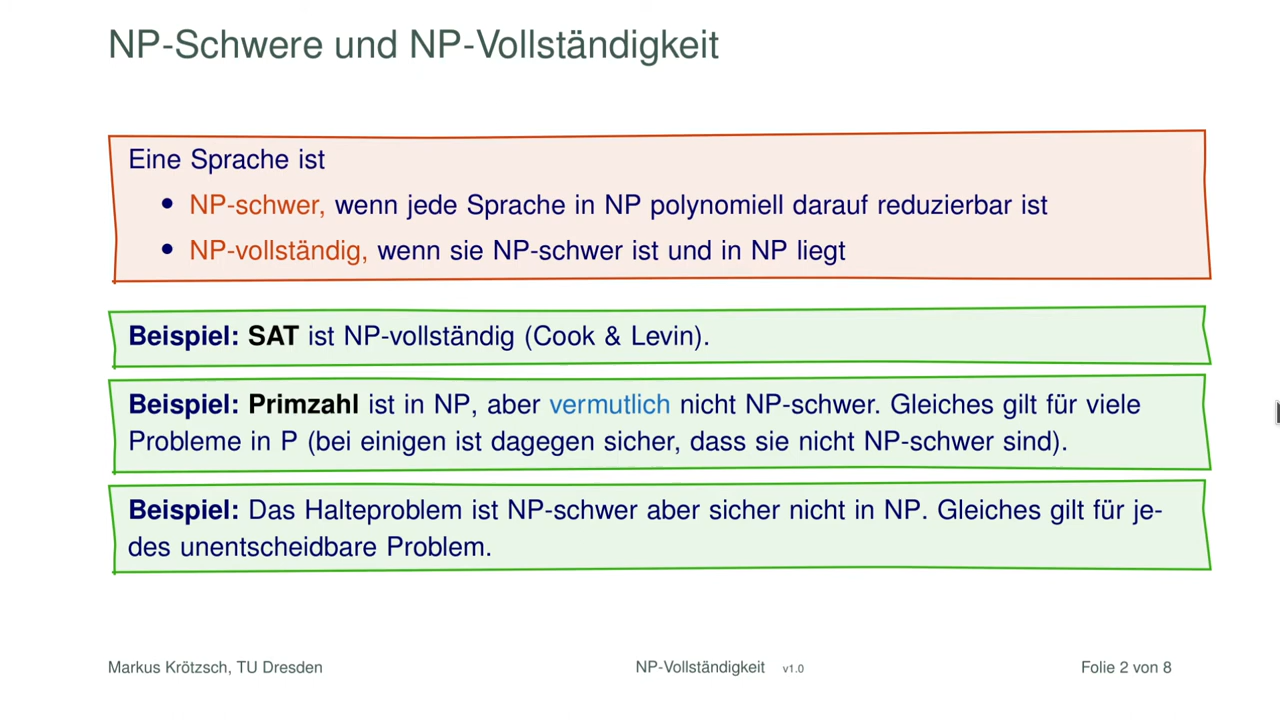 NP-Schwere und NP-Vollständigkeit
Eine Sprache ist
• NP-schwer, wenn jede Sprache in NP polynomiell darauf reduzierbar ist
• NP-vollständig, wenn sie NP-schwer ist und in NP liegt
Beispiel: SAT ist NP-vollständig (Cook & Levin).
Beispiel: Primzahl ist in NP, aber vermutlich nicht NP-schwer. Gleiches gilt für viele
Probleme in P (bei einigen ist dagegen sicher, dass sie nicht NP-schwer sind).
Beispiel: Das Halteproblem ist NP-schwer aber sicher nicht in NP. Gleiches gilt für je-
des unentscheidbare Problem.
Markus Krötzsch, TU Dresden NP-Vollständigkeit v1.0 Folie 2 von 8